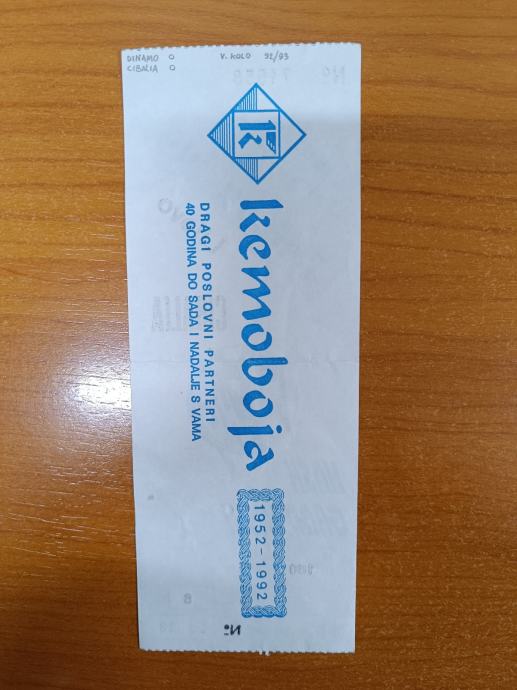 DINAMO 0
CIBALIA 0
V. KOLO 92/93
kemoboja
DRAGI POSLOVNI PARTNERI
40 GODINA DO SADA I NADALJE S VAMA
1952-1992
Nº